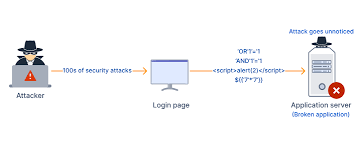 Attack goes unnoticed
'OR'1'=1
'AND'1'=1
100s of security attacks
<script>alert(2)</script>
${{7*7}}
Attacker
Login page
Application server
(Broken application)